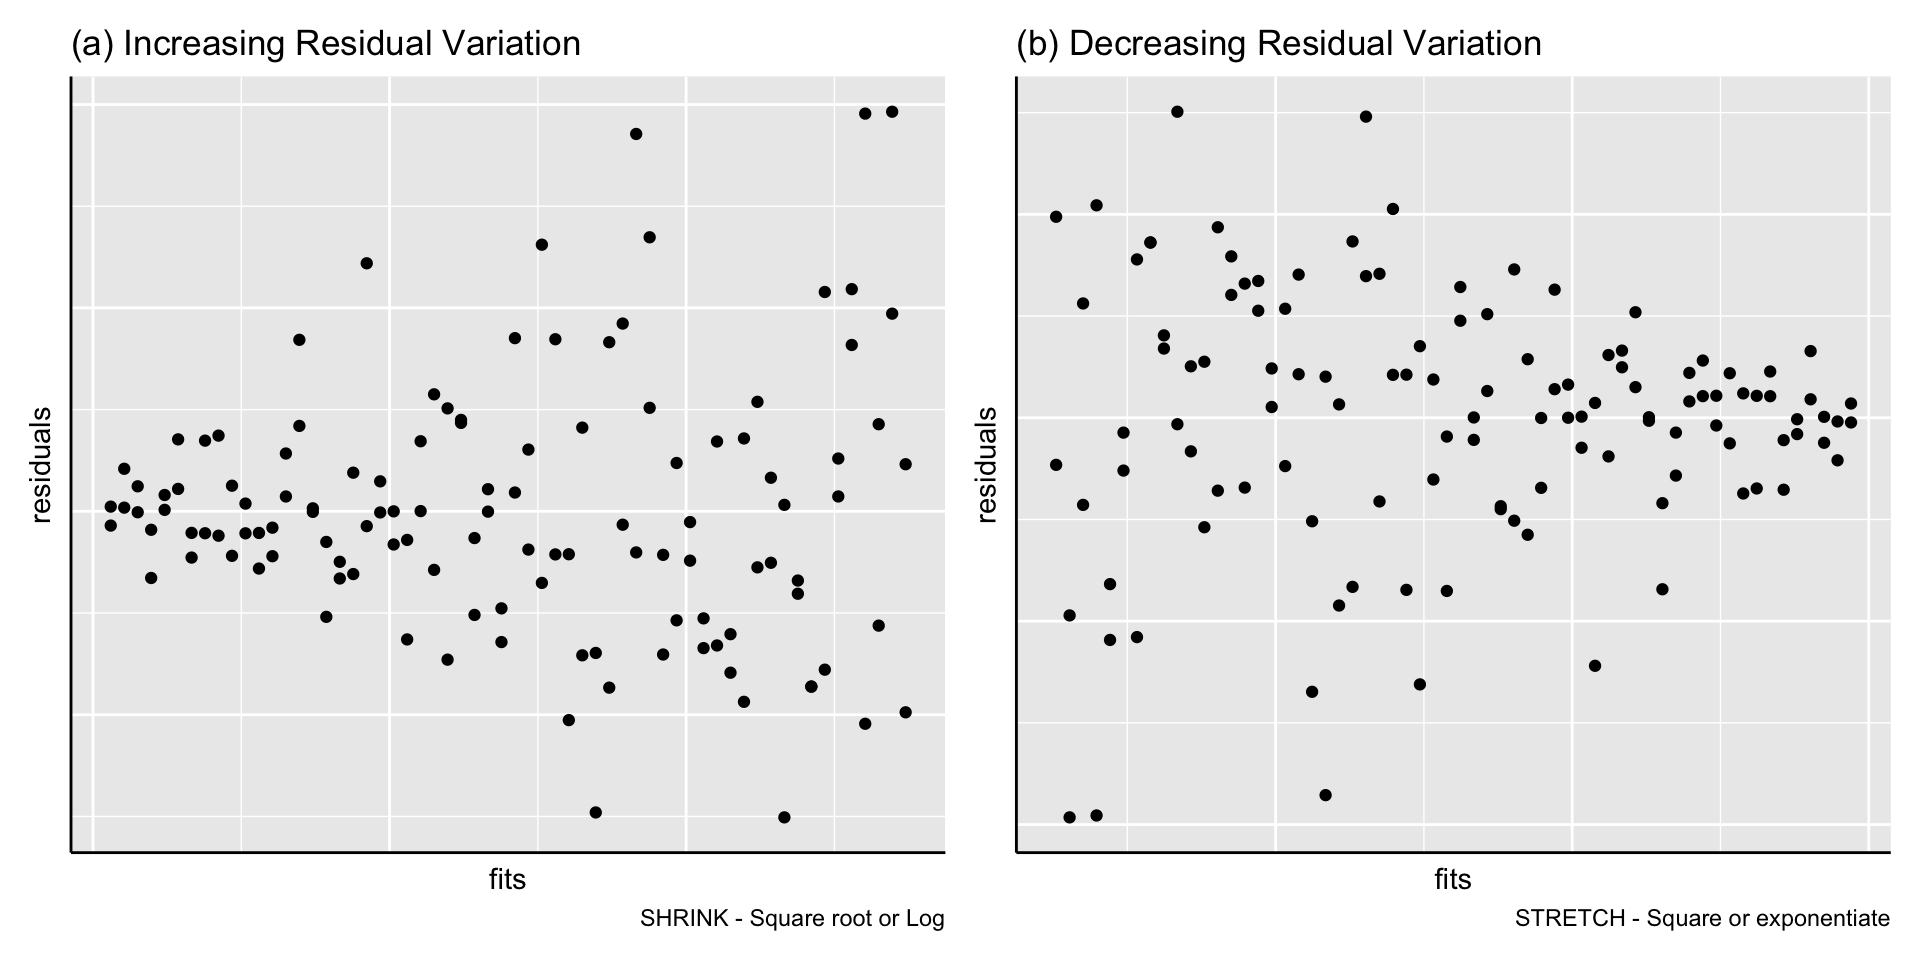 (a) Increasing Residual Variation
residuals
fits
SHRINK - Square root or Log
(b) Decreasing Residual Variation
residuals
fits
STRETCH - Square or exponentiate